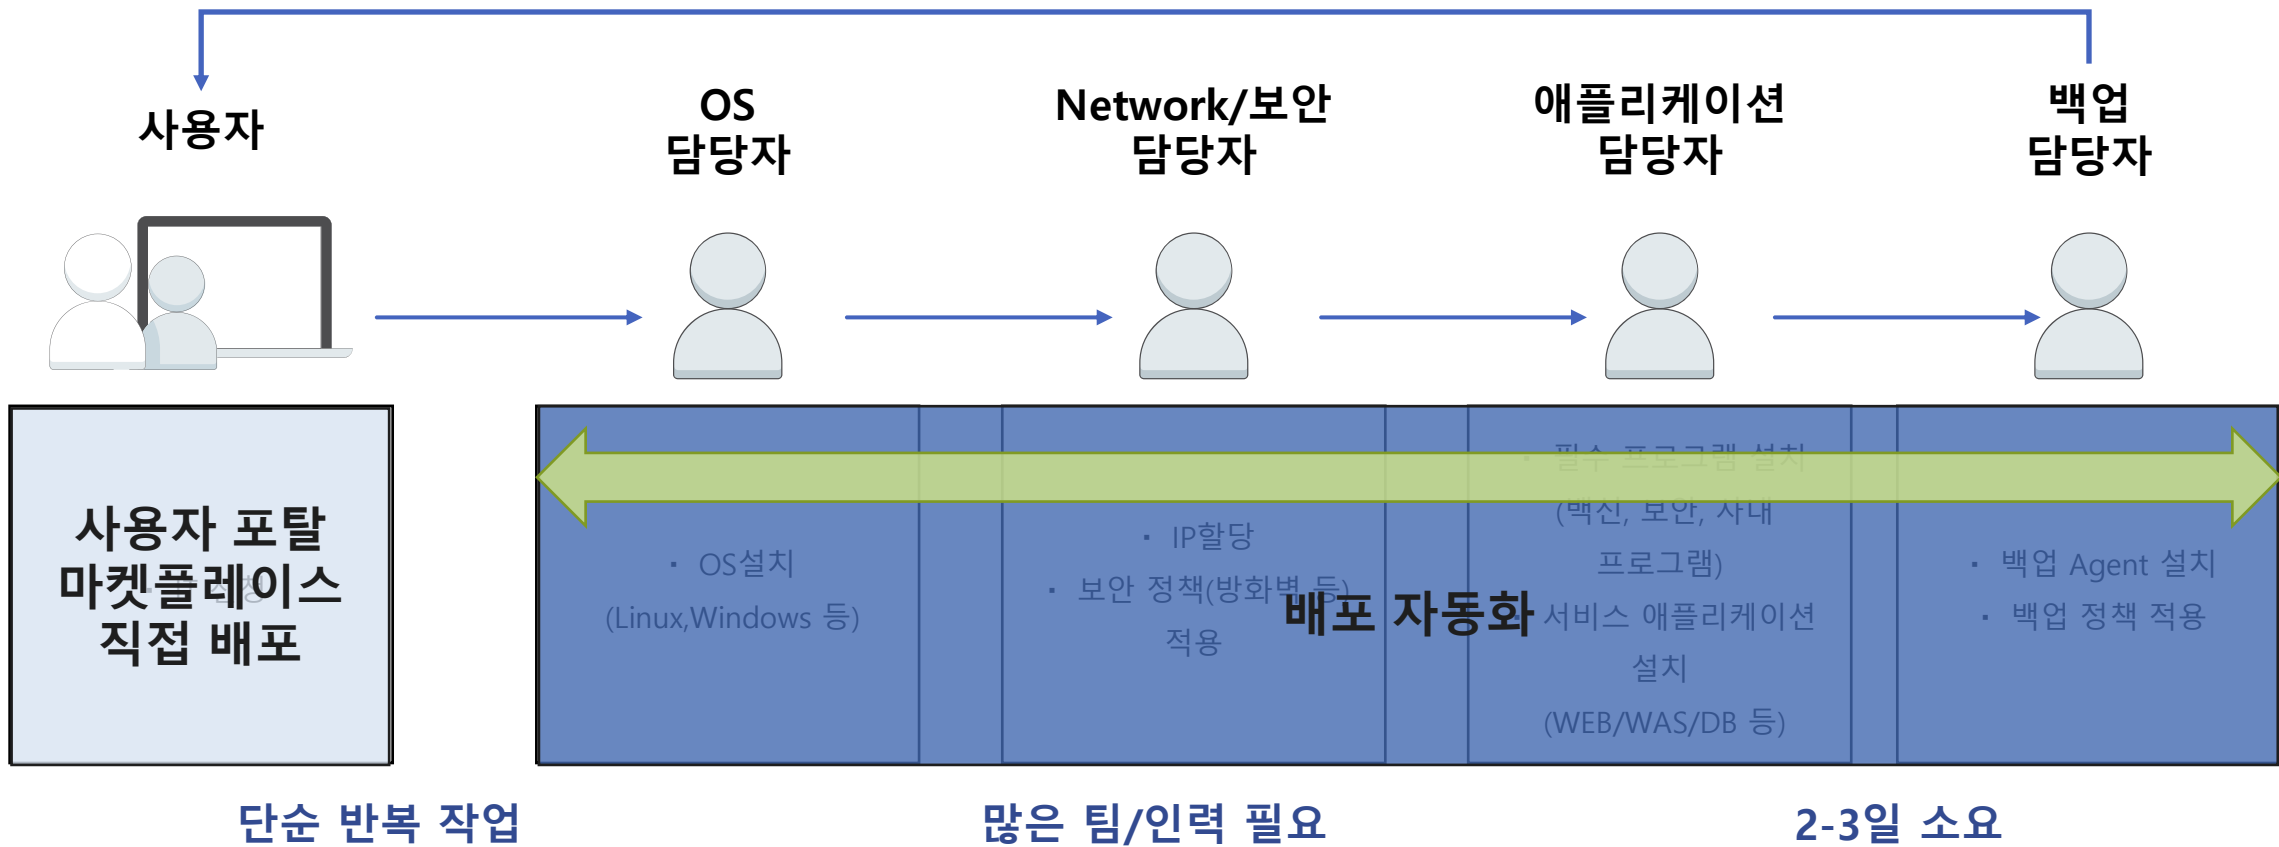 사용자
OS
담당자
Network/보안
담당자
애플리케이션
담당자
백업
담당자
사용자 포탈
마켓플레이스
직접 배포
▪ OS설치
(Linux,Windows 등)
▪ IP할당
▪ 보안 정책(방화벽 등)
적용
▪ 필수 프로그램 설치
(백신, 보안, 사내
프로그램)
▪ 서비스 애플리케이션
설치
(WEB/WAS/DB 등)
▪ 백업 Agent 설치
▪ 백업 정책 적용
배포 자동화
단순 반복 작업
많은 팀/인력 필요
2-3일 소요